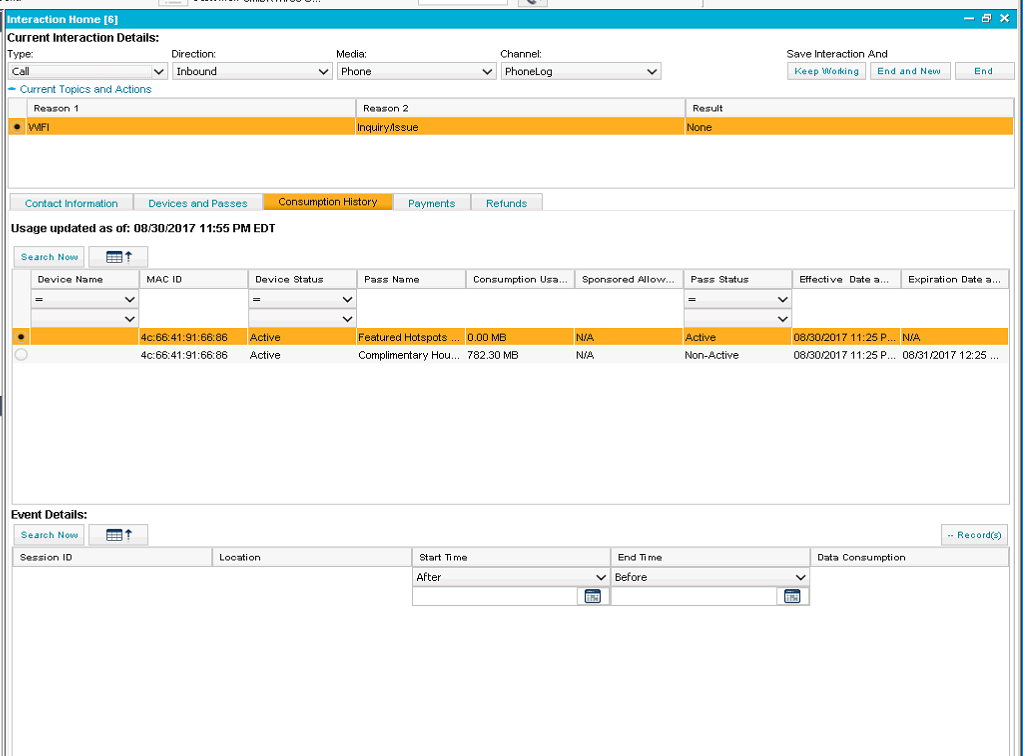 Interaction Home [6]
Current Interaction Details:
Type: Direction: Media: Channel: Save Interaction And
Call Inbound Phone PhoneLog Keep Working End and New End
Current Topics and Actions
Reason 1 Reason 2 Result
WIFI Inquiry/Issue None
Contact Information Devices and Passes Consumption History Payments Refunds
Usage updated as of: 08/30/2017 11:55 PM EDT
Search Now
Device Name MAC ID Device Status Pass Name Consumption Usa... Sponsored Allow... Pass Status Effective Date a... Expiration Date a...
= = =
4c:66:41:91:66:86 Active Featured Hotspots ... 0.00 MB N/A Active 08/30/2017 11:25 P... N/A
4c:66:41:91:66:86 Active Complimentary Hou... 782.30 MB N/A Non-Active 08/30/2017 11:25 P... 08/31/2017 12:25 ...
Event Details:
Search Now -- Record(s)
Session ID Location Start Time End Time Data Consumption
After Before